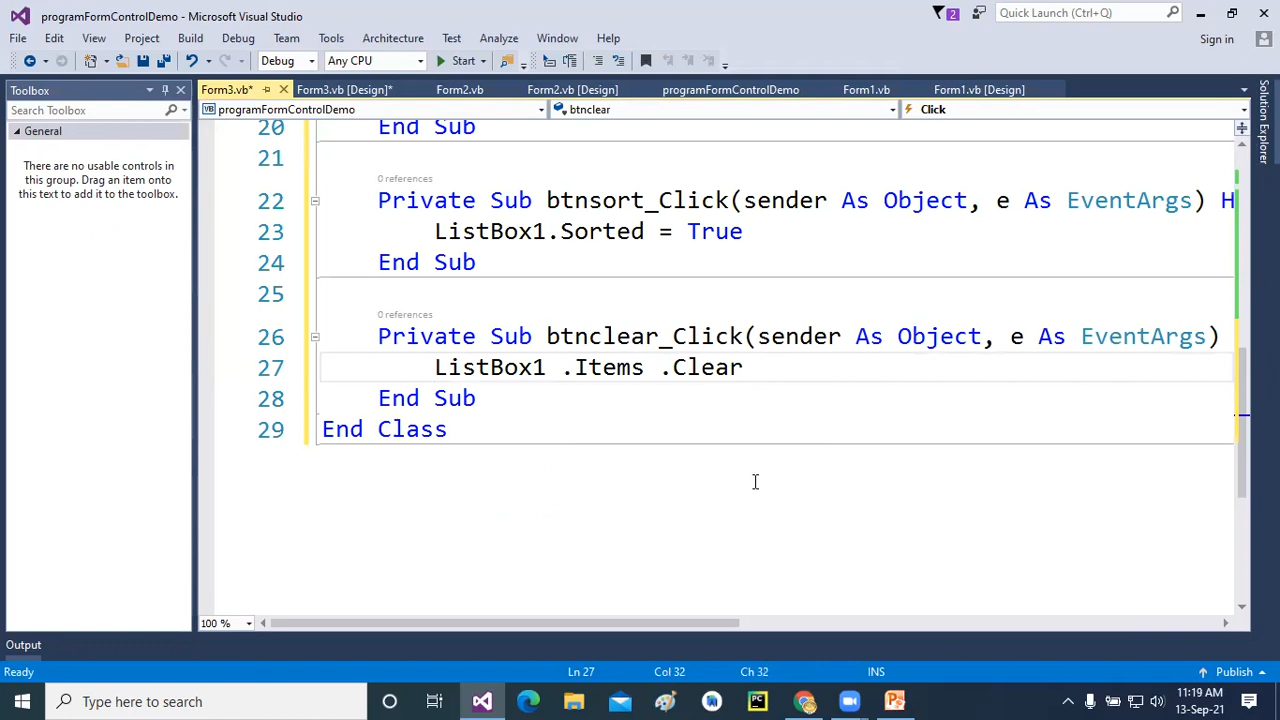 programFormControlDemo - Microsoft Visual Studio
2
Quick Launch (Ctrl+Q)
File Edit View Project Build Debug Team Tools Architecture Test Analyze Window Help
Sign in
Debug Any CPU Start
Toolbox
Form3.vb* Form3.vb [Design]* Form2.vb Form2.vb [Design] programFormControlDemo Form1.vb Form1.vb [Design]
Search Toolbox
programFormControlDemo btnclear Click
Solution Explorer
General
There are no usable controls in
this group. Drag an item onto
this text to add it to the toolbox.
20 End Sub
21
0 references
22 Private Sub btnsort_Click(sender As Object, e As EventArgs) H
23 ListBox1.Sorted = True
24 End Sub
25
0 references
26 Private Sub btnclear_Click(sender As Object, e As EventArgs)
27 ListBox1 .Items .Clear
28 End Sub
29 End Class
100 %
Output
Ready Ln 27 Col 32 Ch 32 INS Publish
Type here to search
PC
11:19 AM
13-Sep-21